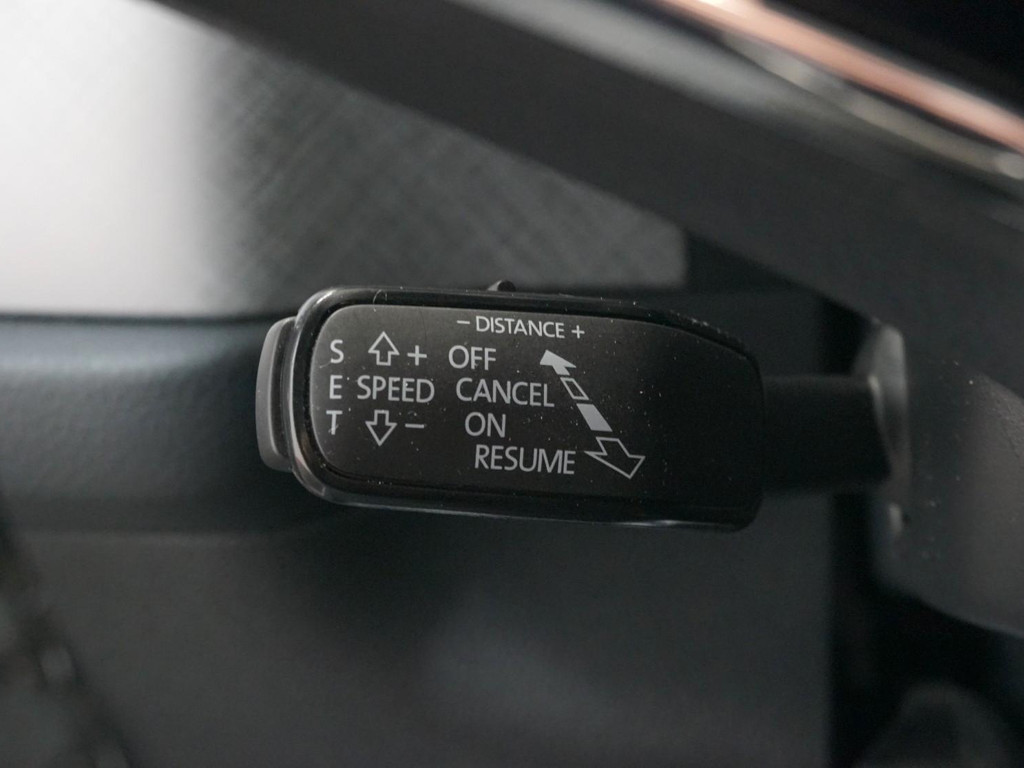 - DISTANCE +
S + OFF
E SPEED CANCEL
T - ON
RESUME